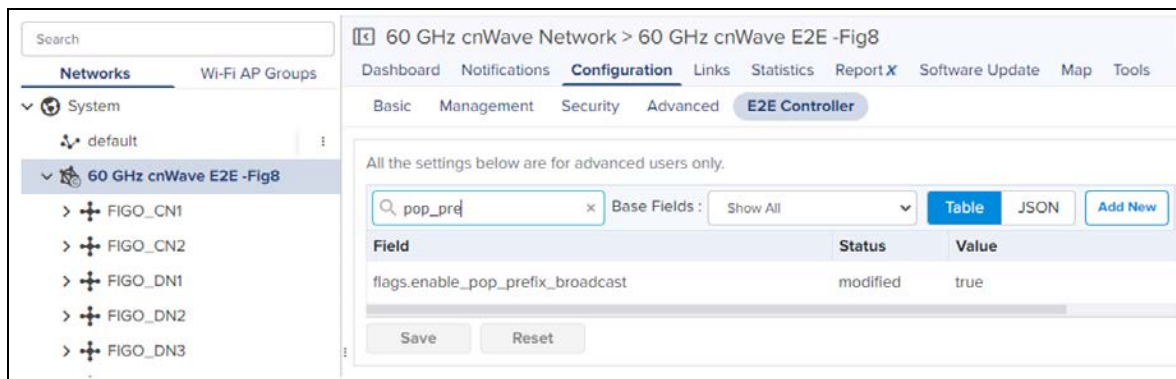 Search
Networks Wi-Fi AP Groups
System
default
60 GHz cnWave E2E -Fig8
FIGO_CN1
FIGO_CN2
FIGO_DN1
FIGO_DN2
FIGO_DN3
60 GHz cnWave Network > 60 GHz cnWave E2E -Fig8
Dashboard Notifications Configuration Links Statistics Report X Software Update Map Tools
Basic Management Security Advanced E2E Controller
All the settings below are for advanced users only.
pop_pre × Base Fields : Show All Table JSON Add New
Field Status Value
flags.enable_pop_prefix_broadcast modified true
Save Reset